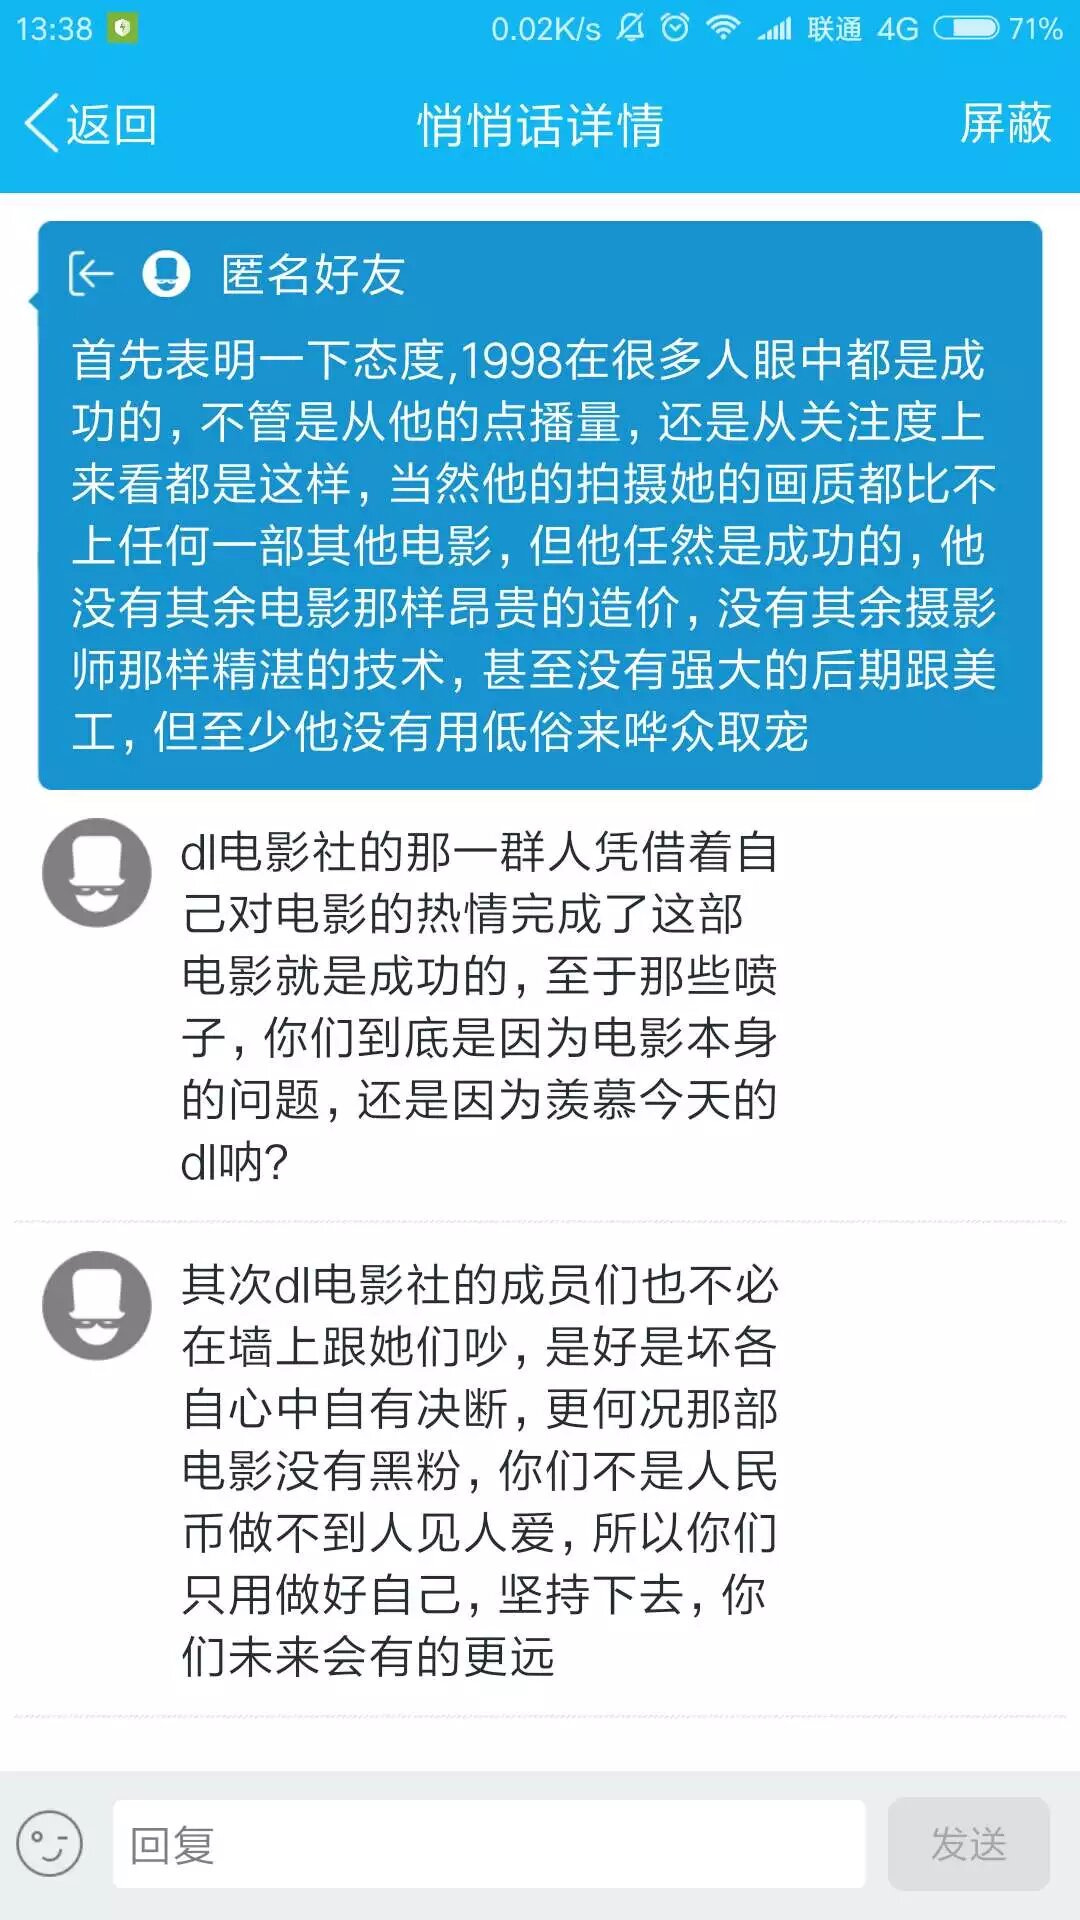 13:38 0.02K/s 联通 4G 71%
返回 悄悄话详情 屏蔽
匿名好友
首先表明一下态度,1998在很多人眼中都是成
功的，不管是从他的点播量，还是从关注度上
来看都是这样，当然他的拍摄她的画质都比不
上任何一部其他电影，但他任然是成功的，他
没有其余电影那样昂贵的造价，没有其余摄影
师那样精湛的技术，甚至没有强大的后期跟美
工，但至少他没有用低俗来哗众取宠
dl电影社的那一群人凭借着自
己对电影的热情完成了这部
电影就是成功的，至于那些喷
子，你们到底是因为电影本身
的问题，还是因为羡慕今天的
dl呐?
其次dl电影社的成员们也不必
在墙上跟她们吵，是好是坏各
自心中自有决断，更何况那部
电影没有黑粉，你们不是人民
币做不到人见人爱，所以你们
只用做好自己，坚持下去，你
们未来会有的更远
回复 发送